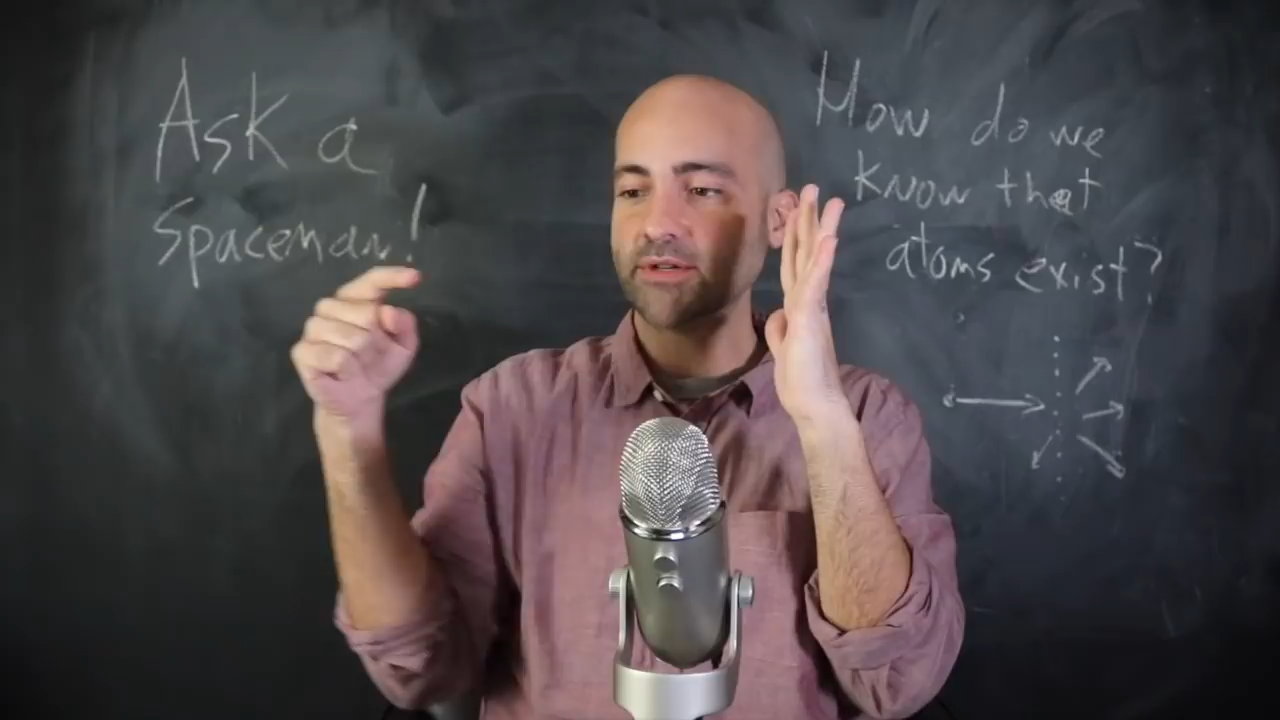 Ask a
Spaceman!
How do we
know that
atoms exist?